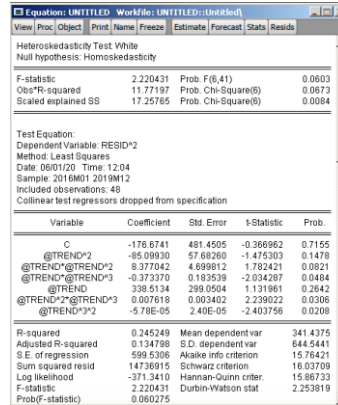 Equation: UNTITLED Workfile: UNTITLED::Untitled\
View Proc Object Print Name Freeze Estimate Forecast Stats Resids
Heteroskedasticity Test: White
Null hypothesis: Homoskedasticity
F-statistic 2.220431 Prob. F(6,41) 0.0603
Obs*R-squared 11.77197 Prob. Chi-Square(6) 0.0673
Scaled explained SS 17.25765 Prob. Chi-Square(6) 0.0084
Test Equation:
Dependent Variable: RESID^2
Method: Least Squares
Date: 06/01/20 Time: 12:04
Sample: 2016M01 2019M12
Included observations: 48
Collinear test regressors dropped from specification
Variable Coefficient Std. Error t-Statistic Prob.
C -176.6741 481.4505 -0.366962 0.7155
@TREND^2 -85.09930 57.68260 -1.475303 0.1478
@TREND*@TREND^2 8.377042 4.699812 1.782421 0.0821
@TREND*@TREND^3 -0.373370 0.183539 -2.034287 0.0484
@TREND 338.5134 299.0504 1.131961 0.2642
@TREND^2*@TREND^3 0.007618 0.003402 2.239022 0.0306
@TREND^3^2 -5.78E-05 2.40E-05 -2.403756 0.0208
R-squared 0.245249 Mean dependent var 341.4375
Adjusted R-squared 0.134798 S.D. dependent var 644.5441
S.E. of regression 599.5306 Akaike info criterion 15.76421
Sum squared resid 14736915 Schwarz criterion 16.03709
Log likelihood -371.3410 Hannan-Quinn criter. 15.86733
F-statistic 2.220431 Durbin-Watson stat 2.253819
Prob(F-statistic) 0.060275